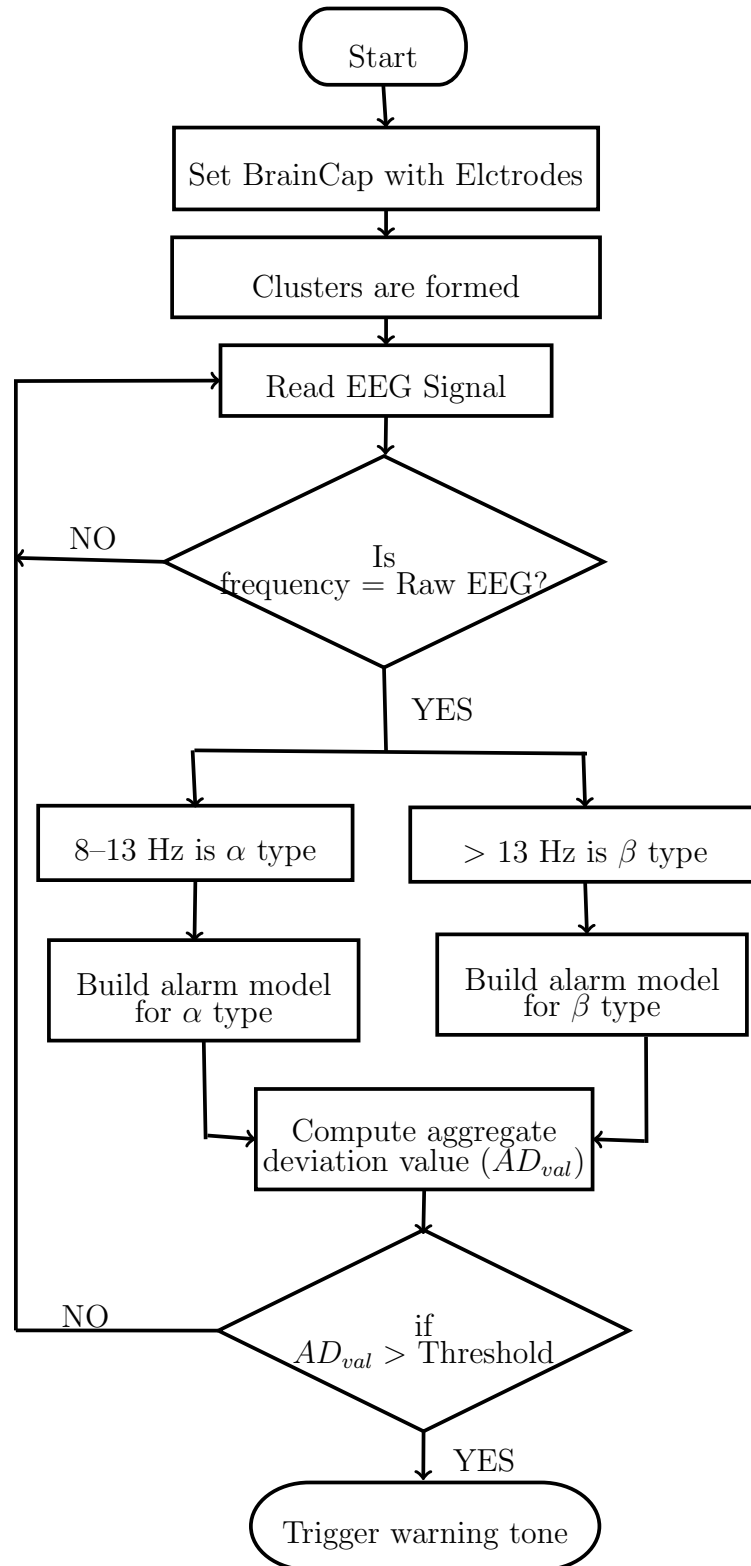 Start
Set BrainCap with Elctrodes
Clusters are formed
Read EEG Signal
NO
Is
frequency = Raw EEG?
YES
8–13 Hz is α type
> 13 Hz is β type
Build alarm model
for α type
Build alarm model
for β type
Compute aggregate
deviation value (AD_val)
NO
if
AD_val > Threshold
YES
Trigger warning tone